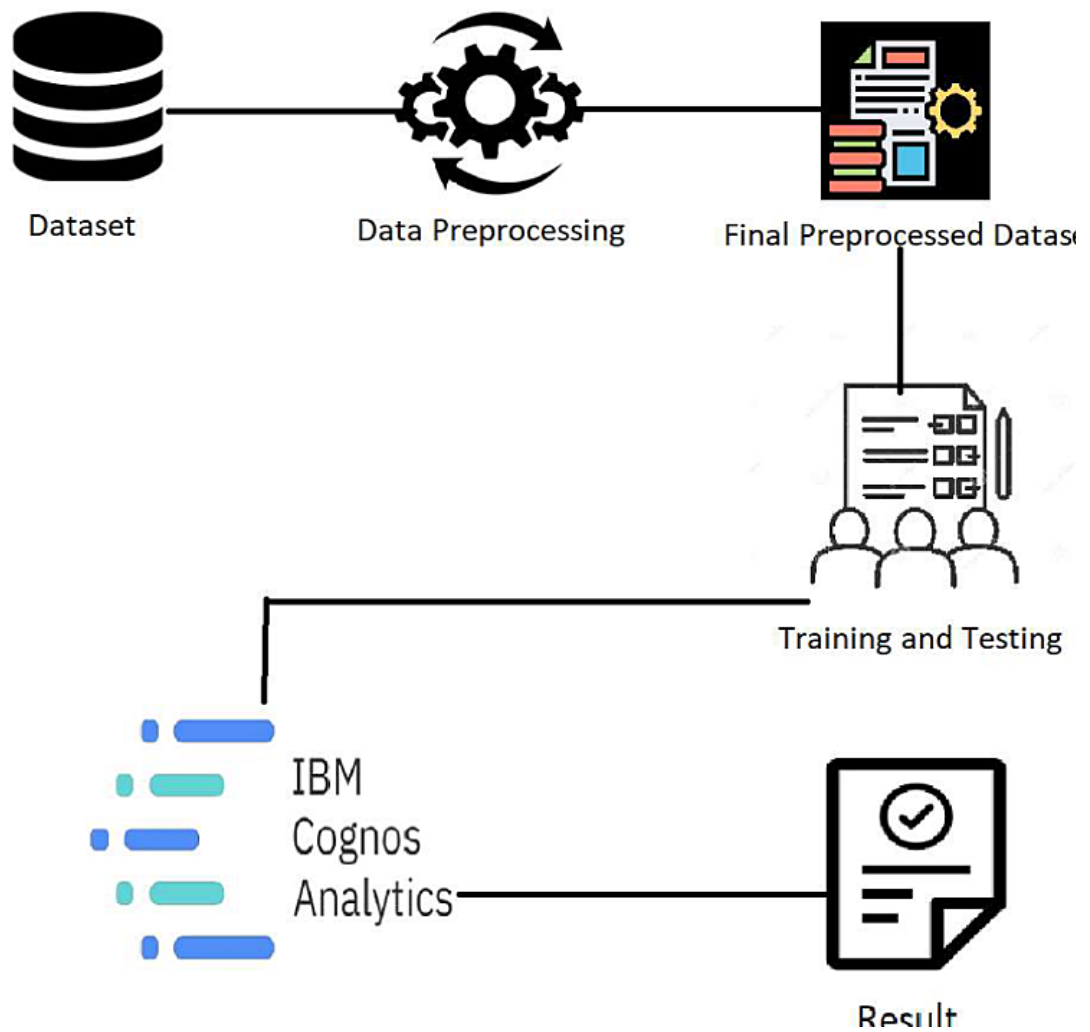 Dataset
Data Preprocessing
Final Preprocessed Datase
Training and Testing
IBM
Cognos
Analytics
Result